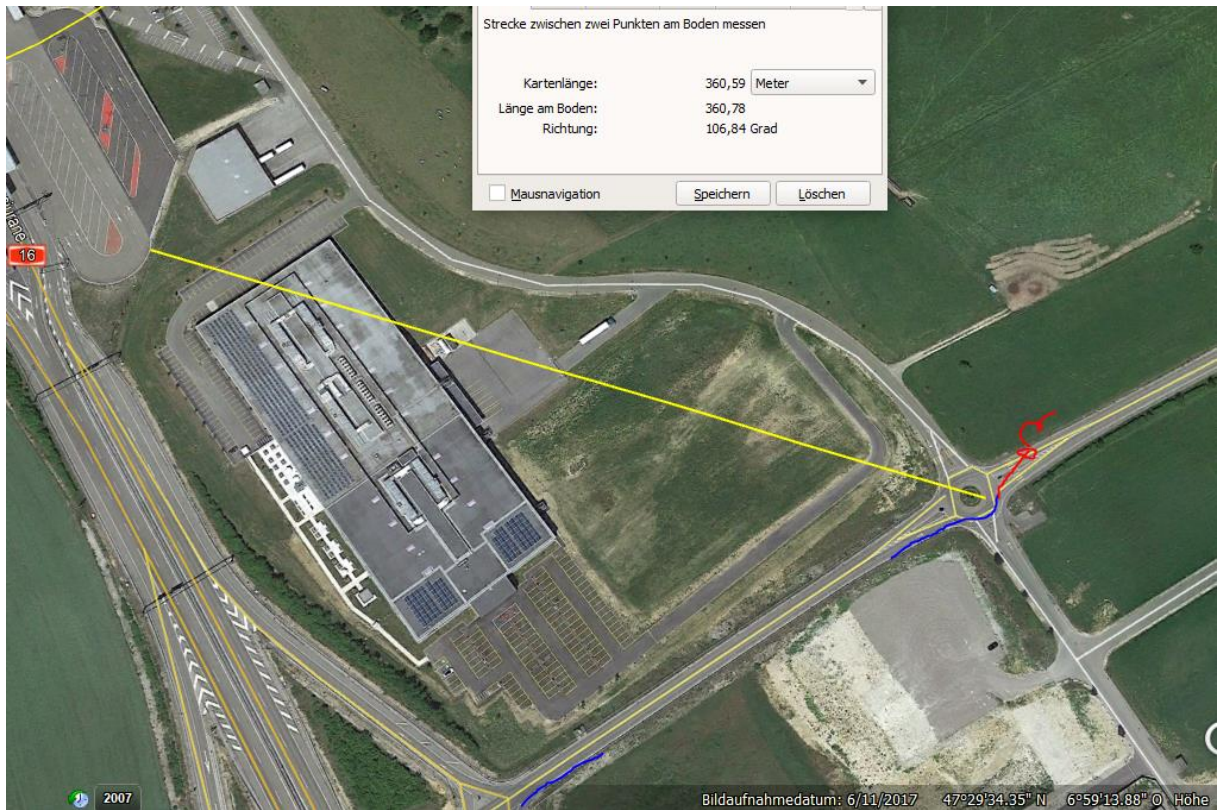 Strecke zwischen zwei Punkten am Boden messen
Kartenlänge: 360,59 Meter
Länge am Boden: 360,78
Richtung: 106,84 Grad
Mausnavigation Speichern Löschen
16
2007 Bildaufnahmedatum: 6/11/2017 47°29'34.35" N 6°59'13.88" O Höhe